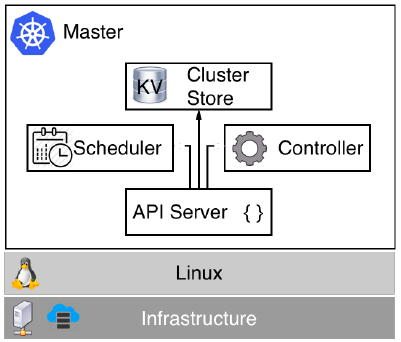 Master
KV
Cluster
Store
Scheduler
Controller
API Server { }
Linux
Infrastructure